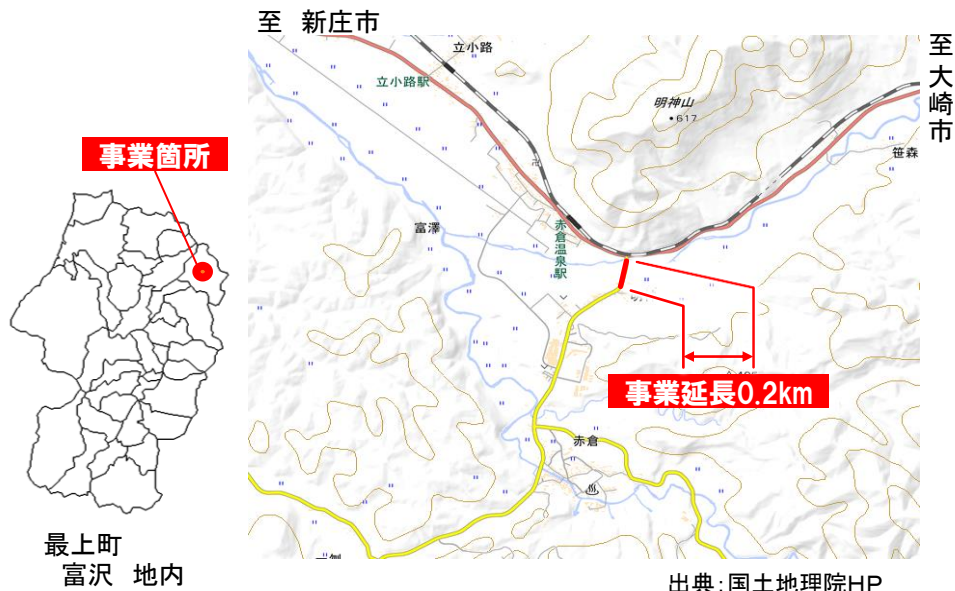 至 新庄市
立小路
立小路駅
明神山
・617
至大崎市
笹森
事業箇所
富澤
赤倉温泉駅
事業延長0.2km
赤倉
最上町
富沢 地内
出典:国土地理院HP